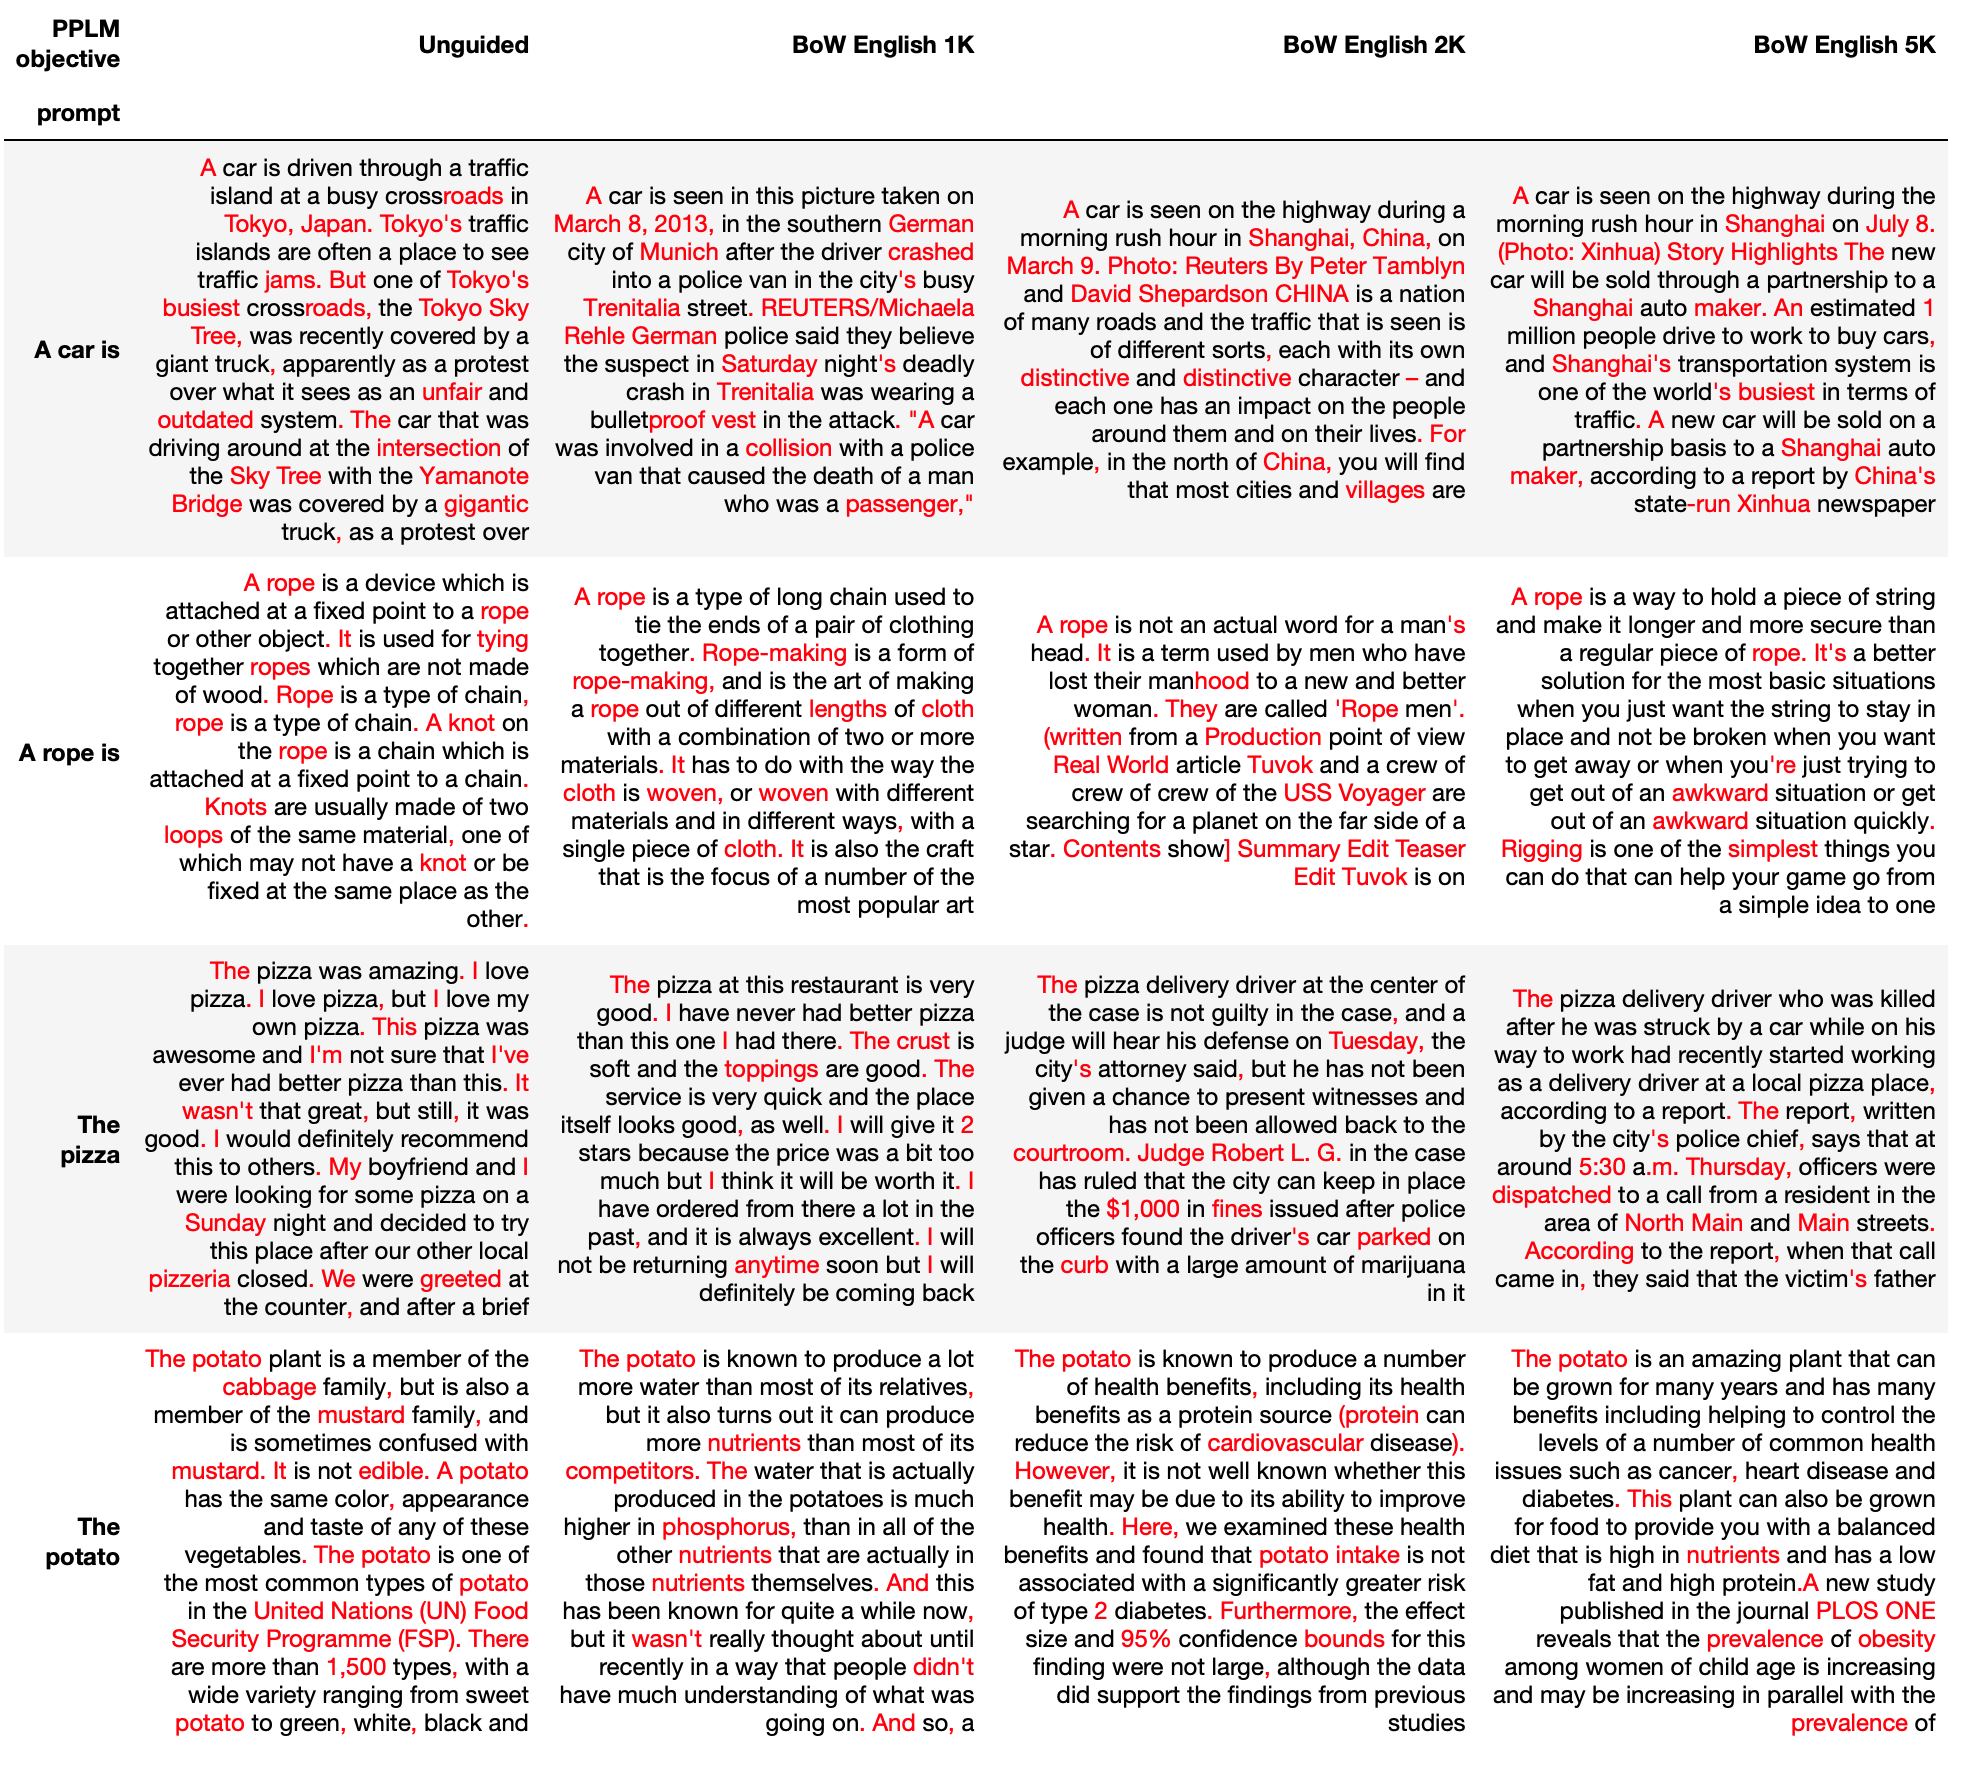 PPLM
objective
Unguided
BoW English 1K
BoW English 2K
BoW English 5K
prompt
A car is
A car is driven through a traffic
island at a busy crossroads in
Tokyo, Japan. Tokyo's traffic
islands are often a place to see
traffic jams. But one of Tokyo's
busiest crossroads, the Tokyo Sky
Tree, was recently covered by a
giant truck, apparently as a protest
over what it sees as an unfair and
outdated system. The car that was
driving around at the intersection of
the Sky Tree with the Yamanote
Bridge was covered by a gigantic
truck, as a protest over
A car is seen in this picture taken on
March 8, 2013, in the southern German
city of Munich after the driver crashed
into a police van in the city's busy
Trenitalia street. REUTERS/Michaela
Rehle German police said they believe
the suspect in Saturday night's deadly
crash in Trenitalia was wearing a
bulletproof vest in the attack. "A car
was involved in a collision with a police
van that caused the death of a man
who was a passenger,"
A car is seen on the highway during a
morning rush hour in Shanghai, China, on
March 9. Photo: Reuters By Peter Tamblyn
and David Shepardson CHINA is a nation
of many roads and the traffic that is seen is
of different sorts, each with its own
distinctive and distinctive character – and
each one has an impact on the people
around them and on their lives. For
example, in the north of China, you will find
that most cities and villages are
A car is seen on the highway during the
morning rush hour in Shanghai on July 8.
(Photo: Xinhua) Story Highlights The new
car will be sold through a partnership to a
Shanghai auto maker. An estimated 1
million people drive to work to buy cars,
and Shanghai's transportation system is
one of the world's busiest in terms of
traffic. A new car will be sold on a
partnership basis to a Shanghai auto
maker, according to a report by China's
state-run Xinhua newspaper
A rope is
A rope is a device which is
attached at a fixed point to a rope
or other object. It is used for tying
together ropes which are not made
of wood. Rope is a type of chain,
rope is a type of chain. A knot on
the rope is a chain which is
attached at a fixed point to a chain.
Knots are usually made of two
loops of the same material, one of
which may not have a knot or be
fixed at the same place as the
other.
A rope is a type of long chain used to
tie the ends of a pair of clothing
together. Rope-making is a form of
rope-making, and is the art of making
a rope out of different lengths of cloth
with a combination of two or more
materials. It has to do with the way the
cloth is woven, or woven with different
materials and in different ways, with a
single piece of cloth. It is also the craft
that is the focus of a number of the
most popular art
A rope is not an actual word for a man's
head. It is a term used by men who have
lost their manhood to a new and better
woman. They are called 'Rope men'.
(written from a Production point of view
Real World article Tuvok and a crew of
crew of crew of the USS Voyager are
searching for a planet on the far side of a
star. Contents show] Summary Edit Teaser
Edit Tuvok is on
A rope is a way to hold a piece of string
and make it longer and more secure than
a regular piece of rope. It's a better
solution for the most basic situations
when you just want the string to stay in
place and not be broken when you want
to get away or when you're just trying to
get out of an awkward situation or get
out of an awkward situation quickly.
Rigging is one of the simplest things you
can do that can help your game go from
a simple idea to one
The
pizza
The pizza was amazing. I love
pizza. I love pizza, but I love my
own pizza. This pizza was
awesome and I'm not sure that I've
ever had better pizza than this. It
wasn't that great, but still, it was
good. I would definitely recommend
this to others. My boyfriend and I
were looking for some pizza on a
Sunday night and decided to try
this place after our other local
pizzeria closed. We were greeted at
the counter, and after a brief
The pizza at this restaurant is very
good. I have never had better pizza
than this one I had there. The crust is
soft and the toppings are good. The
service is very quick and the place
itself looks good, as well. I will give it 2
stars because the price was a bit too
much but I think it will be worth it. I
have ordered from there a lot in the
past, and it is always excellent. I will
not be returning anytime soon but I will
definitely be coming back
The pizza delivery driver at the center of
the case is not guilty in the case, and a
judge will hear his defense on Tuesday, the
city's attorney said, but he has not been
given a chance to present witnesses and
has not been allowed back to the
courtroom. Judge Robert L. G. in the case
has ruled that the city can keep in place
the $1,000 in fines issued after police
officers found the driver's car parked on
the curb with a large amount of marijuana
in it
The pizza delivery driver who was killed
after he was struck by a car while on his
way to work had recently started working
as a delivery driver at a local pizza place,
according to a report. The report, written
by the city's police chief, says that at
around 5:30 a.m. Thursday, officers were
dispatched to a call from a resident in the
area of North Main and Main streets.
According to the report, when that call
came in, they said that the victim's father
The
potato
The potato plant is a member of the
cabbage family, but is also a
member of the mustard family, and
is sometimes confused with
mustard. It is not edible. A potato
has the same color, appearance
and taste of any of these
vegetables. The potato is one of
the most common types of potato
in the United Nations (UN) Food
Security Programme (FSP). There
are more than 1,500 types, with a
wide variety ranging from sweet
potato to green, white, black and
The potato is known to produce a lot
more water than most of its relatives,
but it also turns out it can produce
more nutrients than most of its
competitors. The water that is actually
produced in the potatoes is much
higher in phosphorus, than in all of the
other nutrients that are actually in
those nutrients themselves. And this
has been known for quite a while now,
but it wasn't really thought about until
recently in a way that people didn't
have much understanding of what was
going on. And so, a
The potato is known to produce a number
of health benefits, including its health
benefits as a protein source (protein can
reduce the risk of cardiovascular disease).
However, it is not well known whether this
benefit may be due to its ability to improve
health. Here, we examined these health
benefits and found that potato intake is not
associated with a significantly greater risk
of type 2 diabetes. Furthermore, the effect
size and 95% confidence bounds for this
finding were not large, although the data
did support the findings from previous
studies
The potato is an amazing plant that can
be grown for many years and has many
benefits including helping to control the
levels of a number of common health
issues such as cancer, heart disease and
diabetes. This plant can also be grown
for food to provide you with a balanced
diet that is high in nutrients and has a low
fat and high protein.A new study
published in the journal PLOS ONE
reveals that the prevalence of obesity
among women of child age is increasing
and may be increasing in parallel with the
prevalence of